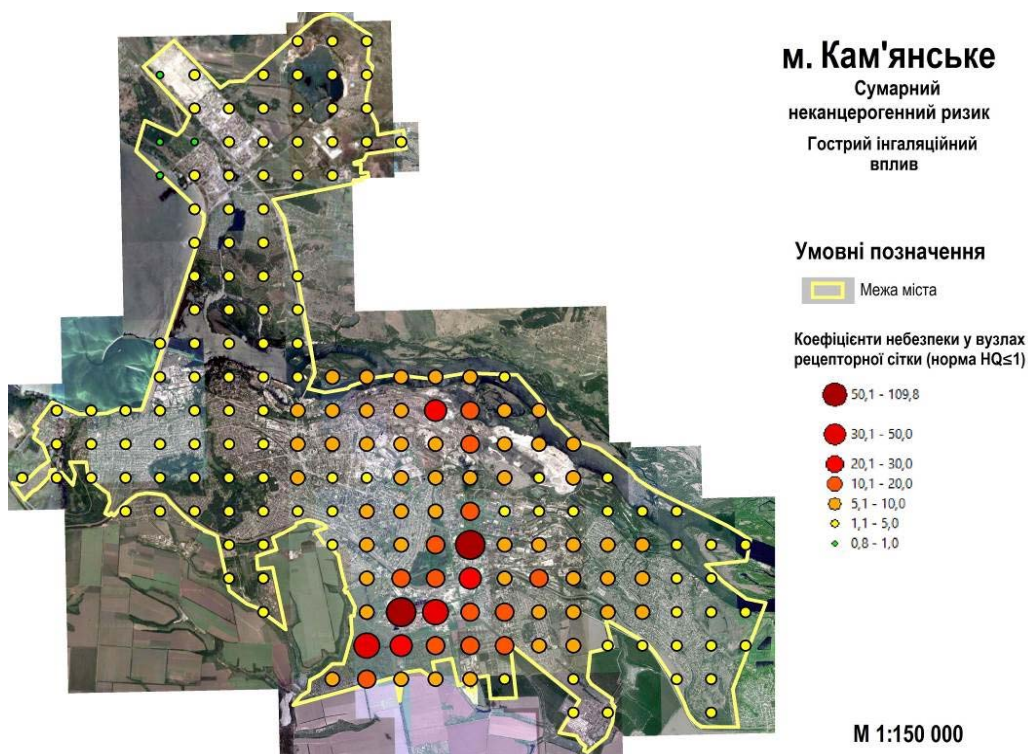 м. Кам'янське
Сумарний
неканцерогенний ризик
Гострий інгаляційний
вплив
Умовні позначення
Межа міста
Коефіцієнти небезпеки у вузлах
рецепторної сітки (норма HQ≤1)
50,1 - 109,8
30,1 - 50,0
20,1 - 30,0
10,1 - 20,0
5,1 - 10,0
1,1 - 5,0
0,8 - 1,0
М 1:150 000